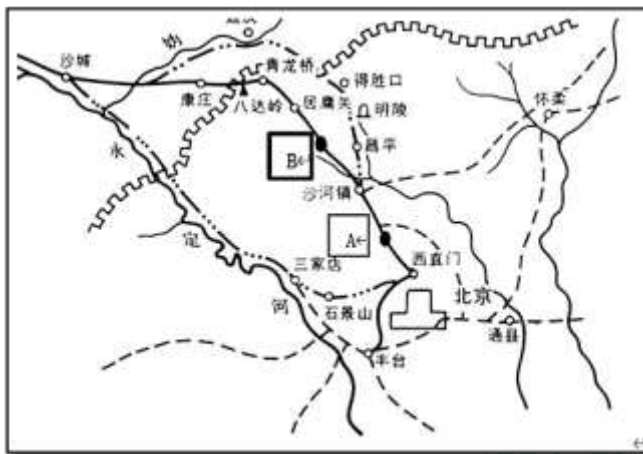 妫
沙城
青龙桥
得胜口
康庄
八达岭
居庸关
明陵
怀柔
昌平
永
B
沙河镇
定
A
三家店
西直门
河
石景山
北京
通县
丰台